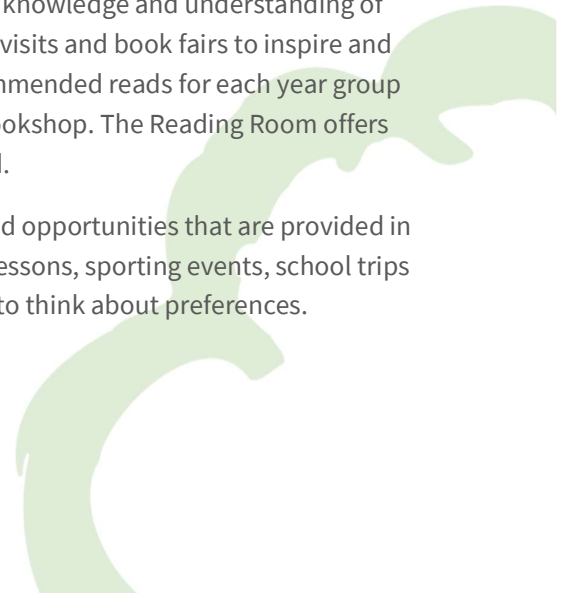 knowledge and understanding of
visits and book fairs to inspire and
mmended reads for each year group
ookshop. The Reading Room offers
d opportunities that are provided in
essons, sporting events, school trips
to think about preferences.